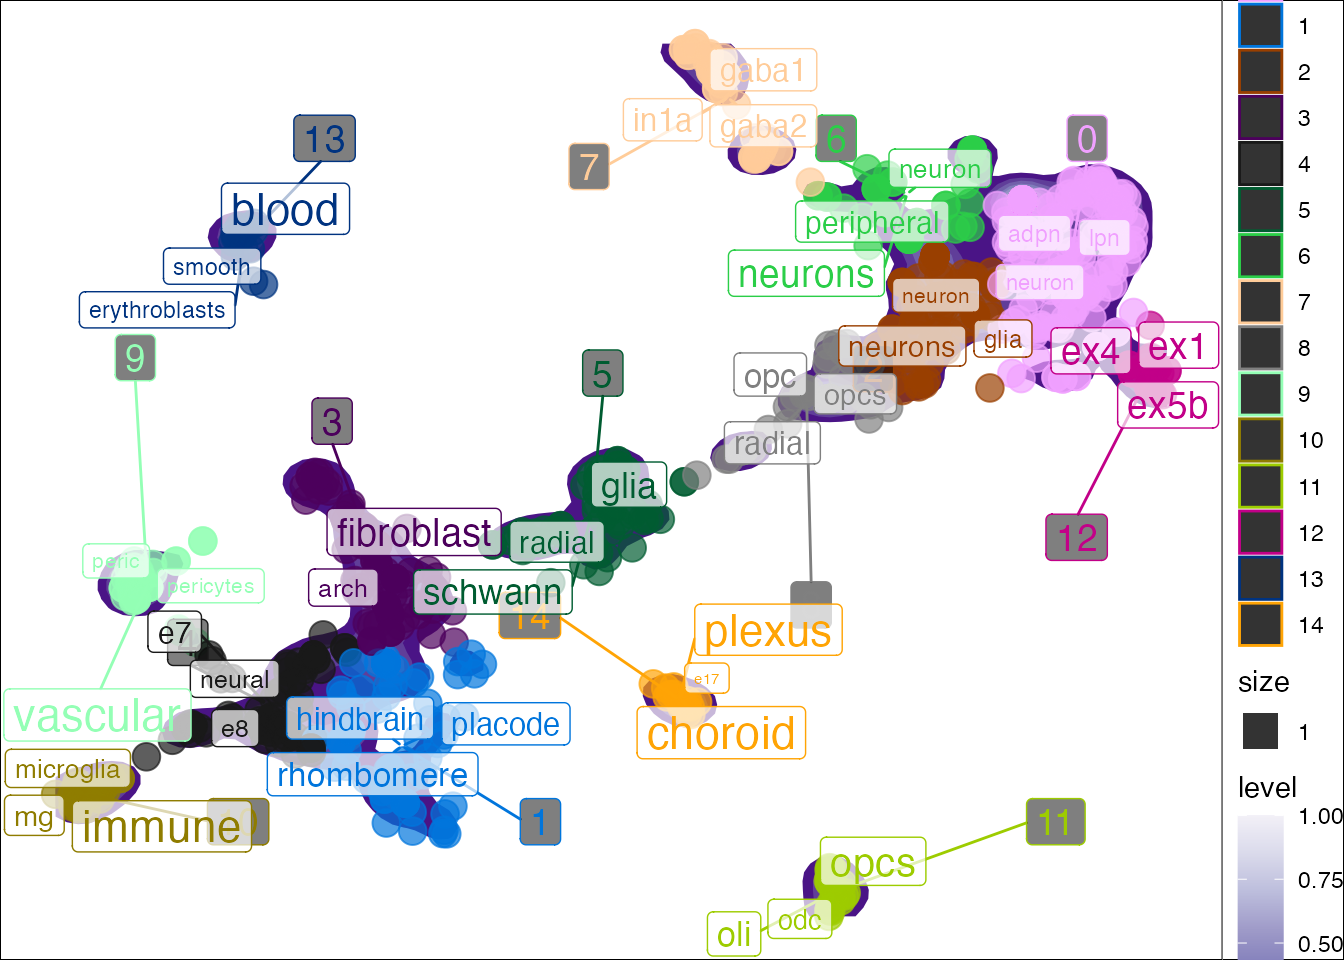 gaba1
in1a
gaba2
7
13
blood
smooth
erythroblasts
6
neuron
peripheral
neurons
0
adpn
lpn
neuron
neuron
neurons
glia
ex4
ex1
ex5b
12
9
3
5
opc
opcs
radial
glia
radial
schwann
fibroblast
arch
peric
pericytes
e7
neural
e8
vascular
14
plexus
e17
choroid
hindbrain
placode
rhombomere
1
microglia
mg
immune
11
opcs
odc
oli
1
2
3
4
5
6
7
8
9
10
11
12
13
14
size
1
level
1.00
0.75
0.50